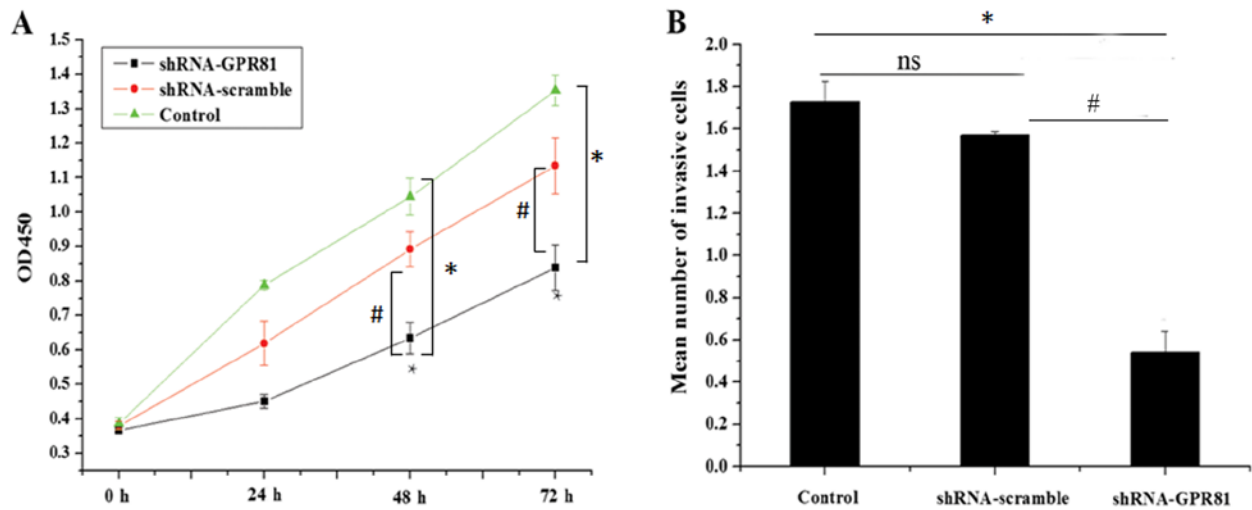 A
1.5
1.4
1.3
1.2
1.1
1.0
0.9
0.8
0.7
0.6
0.5
0.4
0.3
OD450
shRNA-GPR81
shRNA-scramble
Control
#
*
*
#
*
*
0 h
24 h
48 h
72 h
B
2.0
1.8
1.6
1.4
1.2
1.0
0.8
0.6
0.4
0.2
0.0
Mean number of invasive cells
*
ns
#
Control
shRNA-scramble
shRNA-GPR81